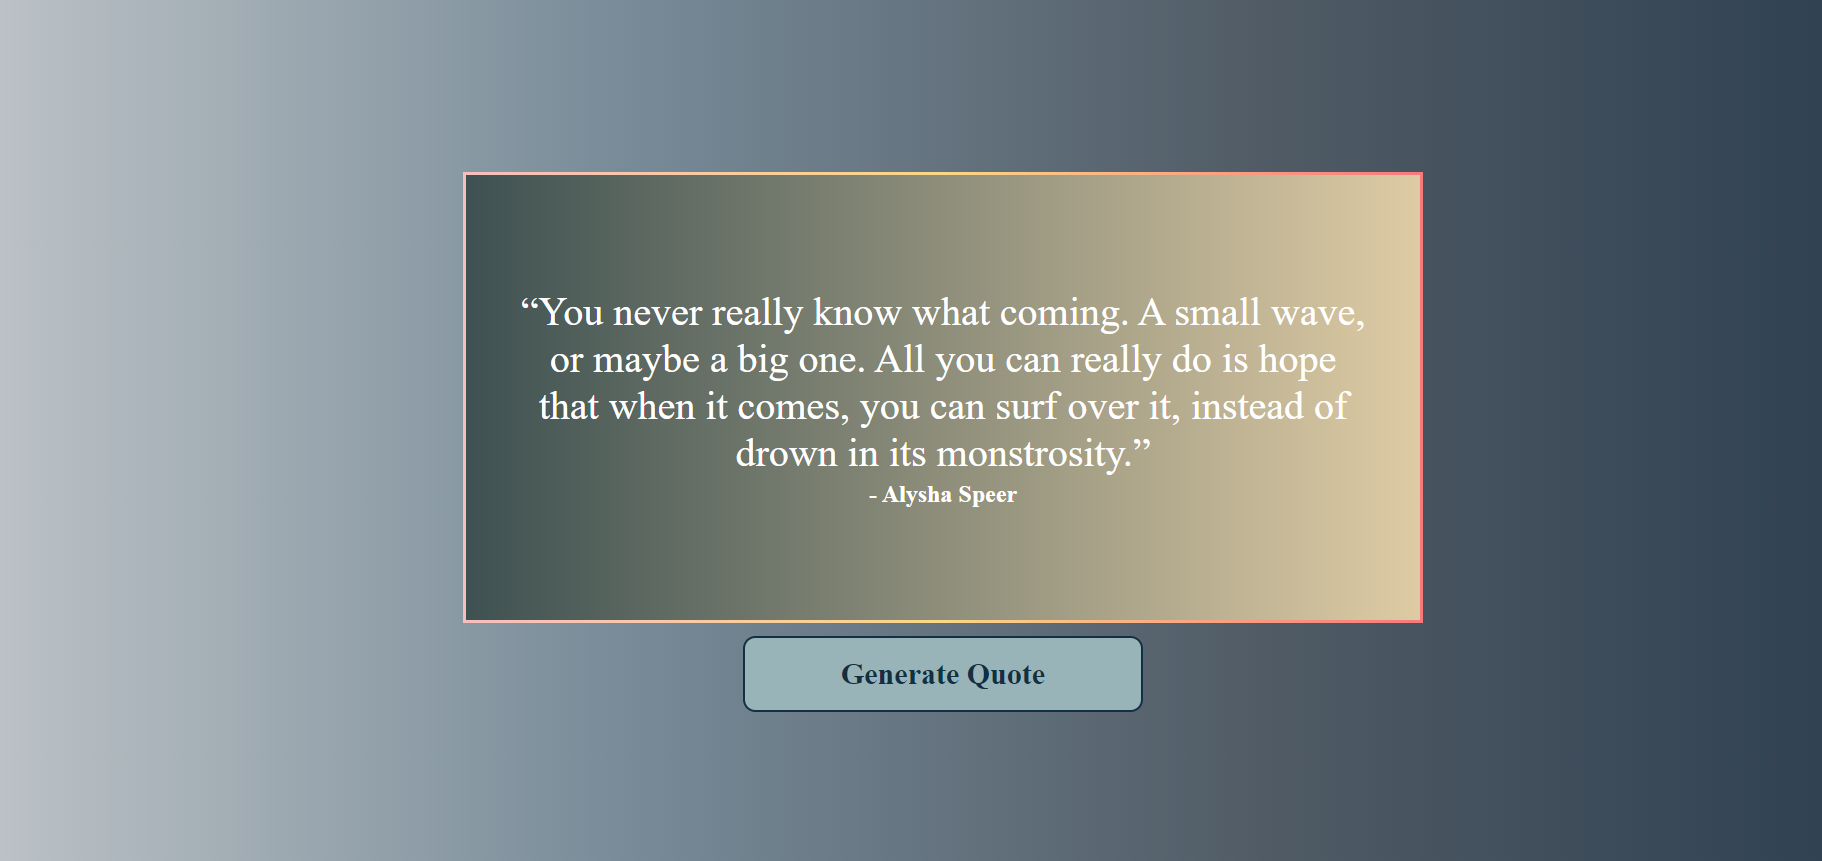 “You never really know what coming. A small wave,
or maybe a big one. All you can really do is hope
that when it comes, you can surf over it, instead of
drown in its monstrosity.”
- Alysha Speer
Generate Quote